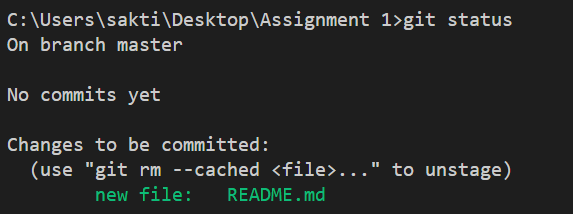 C:\Users\sakti\Desktop\Assignment 1>git status
On branch master
No commits yet
Changes to be committed:
(use "git rm --cached <file>..." to unstage)
new file: README.md